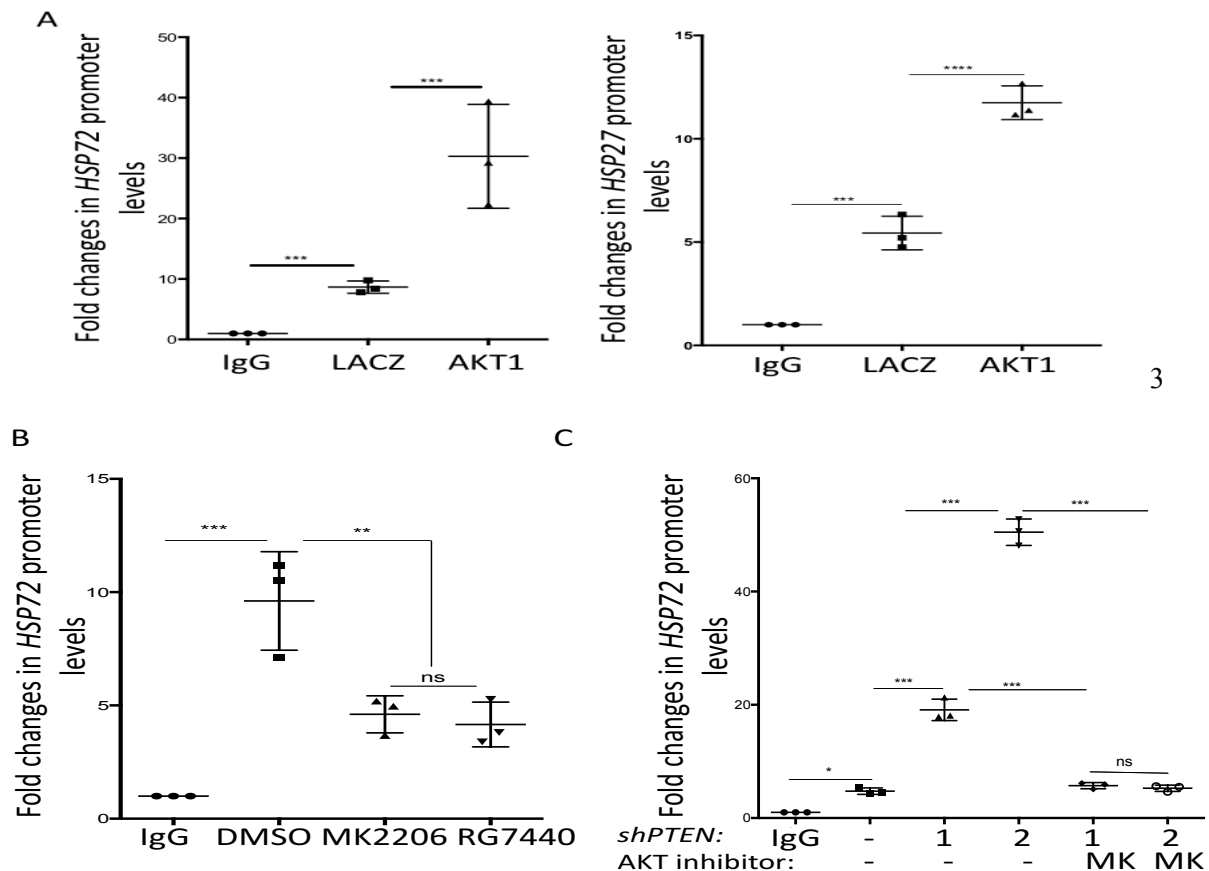 A
Fold changes in HSP72 promoter
levels
50
40
30
20
10
0
***
***
IgG LACZ AKT1
Fold changes in HSP27 promoter
levels
15
10
5
0
***
****
IgG LACZ AKT1
3
B
Fold changes in HSP72 promoter
levels
15
10
5
0
***
**
ns
IgG DMSO MK2206 RG7440
C
Fold changes in HSP72 promoter
levels
60
40
20
0
***
***
***
***
*
ns
shPTEN: IgG - 1 2 1 2
AKT inhibitor: - - - MK MK